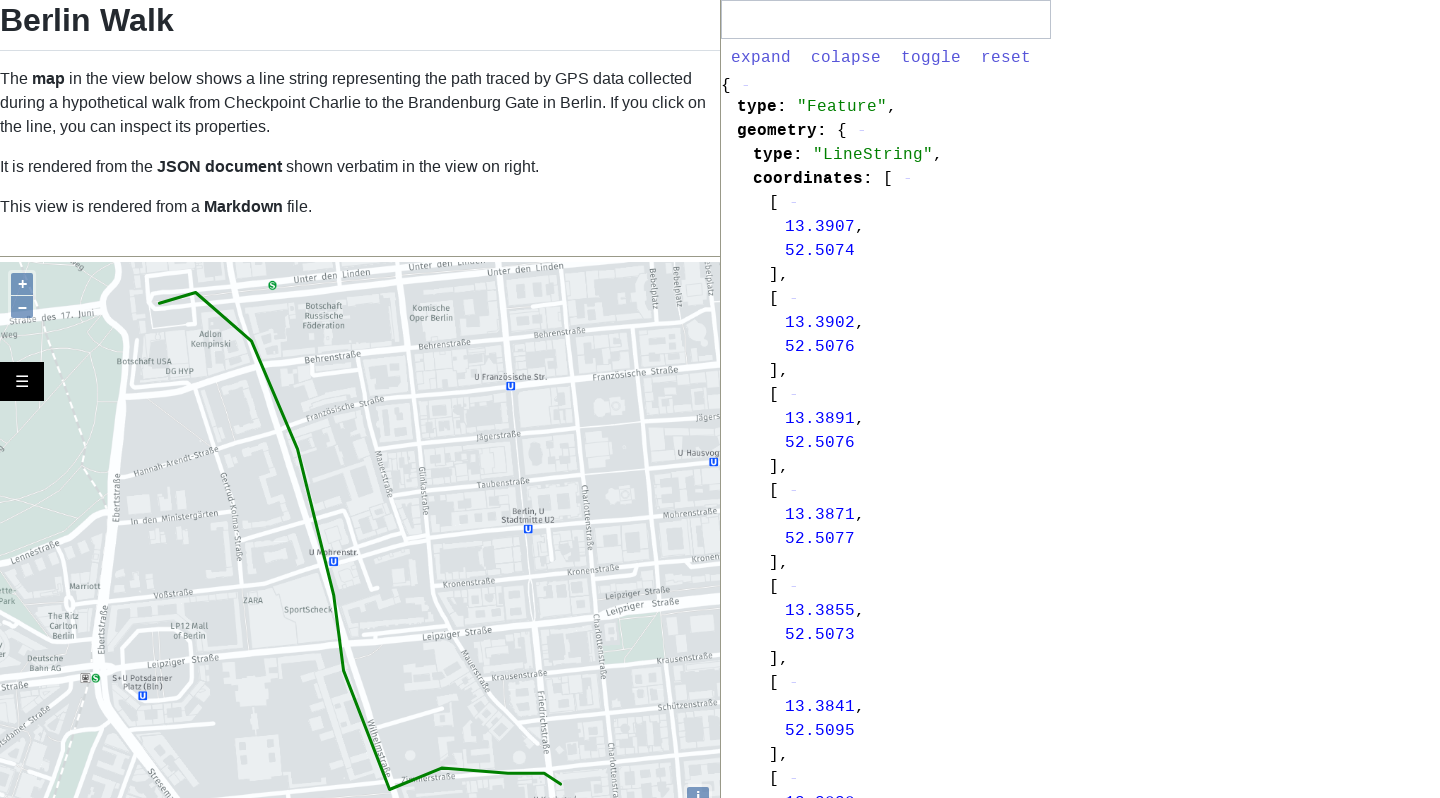 Berlin Walk
The map in the view below shows a line string representing the path traced by GPS data collected
during a hypothetical walk from Checkpoint Charlie to the Brandenburg Gate in Berlin. If you click on
the line, you can inspect its properties.
It is rendered from the JSON document shown verbatim in the view on right.
This view is rendered from a Markdown file.
+
−
☰
Unter den Linden
Unter den Linden
Unter den Linden
Straße des 17. Juni
Weg
Botschaft
Russische
Föderation
Komische
Oper Berlin
Bebelplatz
Bebelplatz
Adlon
Kempinski
Behrenstraße
Behrenstraße
Behrenstraße
Botschaft USA
DG HYP
U Französische Str.
Französische Straße
Französische Straße
Jägerstraße
U Hausvog
Hannah-Arendt-Straße
Mauerstraße
Glinkastraße
Taubenstraße
Charlottenstraße
Ebertstraße
Gertrud-Kolmar-Straße
In den Ministergärten
Berlin, U
Stadtmitte U2
Mohrenstraße
Lennéstraße
U Mohrenstr.
Kronenstraße
Kronenstraße
Kronen
Marriott
Voßstraße
ZARA
SportScheck
Leipziger Straße
Leipziger Straße
The Ritz
Carlton
Berlin
LP12 Mall
of Berlin
Ebertstraße
Leipziger Straße
Leipziger Straße
Charlottenstraße
Deutsche
Bahn AG
Mauerstraße
Krausenstraße
Krausenstraße
S+U Potsdamer
Platz (Bln)
Friedrichstraße
Schützenstraße
Wilhelmstraße
Zimmerstraße
i
expand colapse toggle reset
{ -
type: "Feature",
geometry: { -
type: "LineString",
coordinates: [ -
[ -
13.3907,
52.5074
],
[ -
13.3902,
52.5076
],
[ -
13.3891,
52.5076
],
[ -
13.3871,
52.5077
],
[ -
13.3855,
52.5073
],
[ -
13.3841,
52.5095
],
[ -